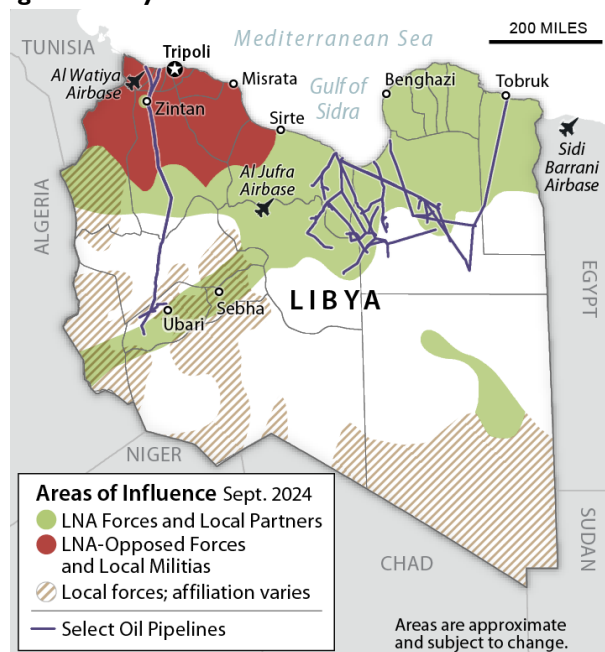 TUNISIA
Mediterranean Sea
200 MILES
Tripoli
Al Watiya
Airbase
Misrata
Gulf of
Sidra
Benghazi
Tobruk
Zintan
Sirte
Sidi
Barrani
Airbase
Al Jufra
Airbase
ALGERIA
EGYPT
LIBYA
Sebha
Ubari
NIGER
CHAD
SUDAN
Areas of Influence Sept. 2024
LNA Forces and Local Partners
LNA-Opposed Forces
and Local Militias
Local forces; affiliation varies
Select Oil Pipelines
Areas are approximate
and subject to change.